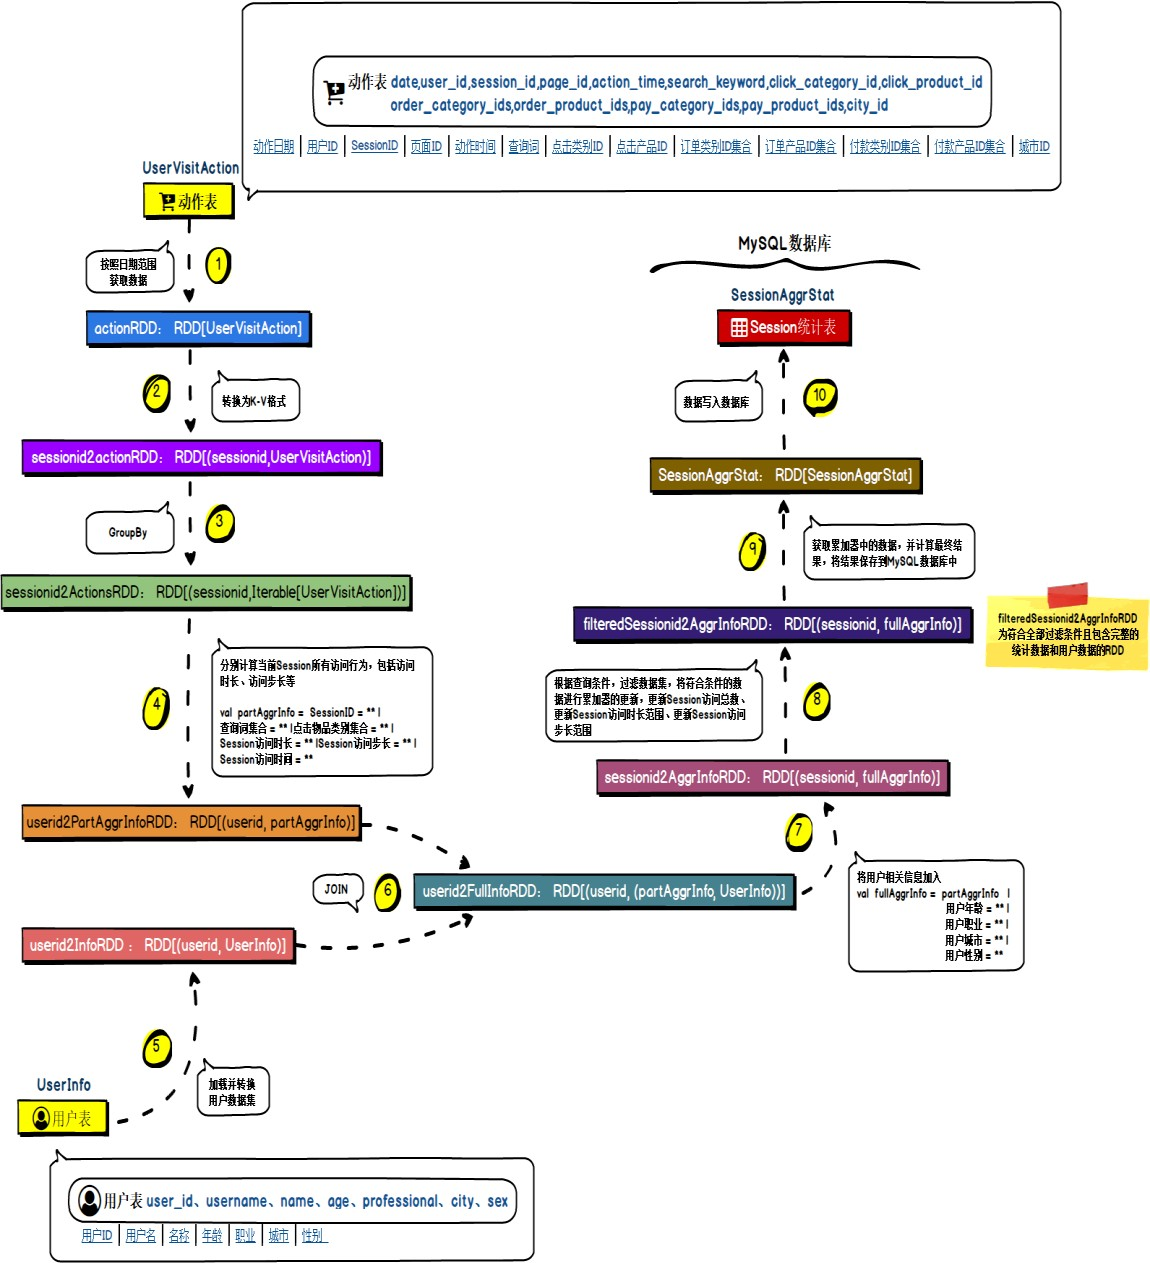 动作表 date,user_id,session_id,page_id,action_time,search_keyword,click_category_id,click_product_id
order_category_ids,order_product_ids,pay_category_ids,pay_product_ids,city_id
动作日期 用户ID SessionID 页面ID 动作时间 查询词 点击类别ID 点击产品ID 订单类别ID集合 订单产品ID集合 付款类别ID集合 付款产品ID集合 城市ID
UserVisitAction
动作表
按照日期范围
获取数据
1
actionRDD： RDD[UserVisitAction]
2
转换为K-V格式
sessionid2actionRDD： RDD[(sessionid,UserVisitAction)]
GroupBy
3
sessionid2ActionsRDD： RDD[(sessionid,Iterable[UserVisitAction])]
4
分别计算当前Session所有访问行为，包括访问
时长、访问步长等
val partAggrInfo = SessionID = ** |
查询词集合 = ** |点击物品类别集合 = ** |
Session访问时长 = ** |Session访问步长 = ** |
Session访问时间 = **
userid2PartAggrInfoRDD： RDD[(userid, partAggrInfo)]
JOIN
6
userid2FullInfoRDD： RDD[(userid, (partAggrInfo, UserInfo))]
userid2InfoRDD ： RDD[(userid, UserInfo)]
5
加载并转换
用户数据集
UserInfo
用户表
用户表 user_id、username、name、age、professional、city、sex
用户ID 用户名 名称 年龄 职业 城市 性别
MySQL数据库
SessionAggrStat
Session统计表
数据写入数据库
10
SessionAggrStat： RDD[SessionAggrStat]
9
获取累加器中的数据，并计算最终结
果，将结果保存到MySQL数据库中
filteredSessionid2AggrInfoRDD： RDD[(sessionid, fullAggrInfo)]
filteredSessionid2AggrInfoRDD
为符合全部过滤条件且包含完整的
统计数据和用户数据的RDD
根据查询条件，过滤数据集，将符合条件的数
据进行累加器的更新，更新Session访问总数、
更新Session访问时长范围、更新Session访问
步长范围
8
sessionid2AggrInfoRDD： RDD[(sessionid, fullAggrInfo)]
7
将用户相关信息加入
val fullAggrInfo = partAggrInfo |
用户年龄 = ** |
用户职业 = ** |
用户城市 = ** |
用户性别 = **